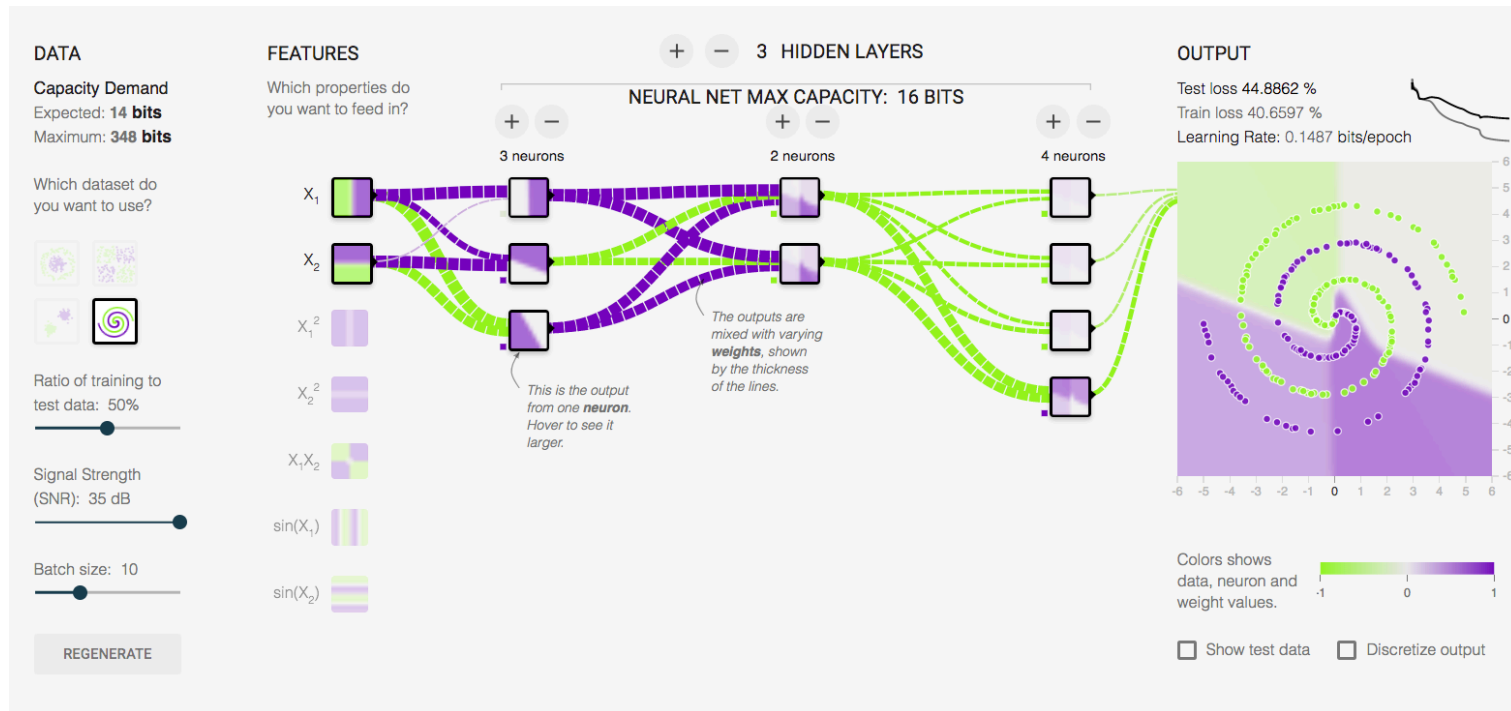 DATA
Capacity Demand
Expected: 14 bits
Maximum: 348 bits
Which dataset do
you want to use?
Ratio of training to
test data: 50%
Signal Strength
(SNR): 35 dB
Batch size: 10
REGENERATE
FEATURES
Which properties do
you want to feed in?
X1
X2
X1²
X2²
X1X2
sin(X1)
sin(X2)
+ − 3 HIDDEN LAYERS
NEURAL NET MAX CAPACITY: 16 BITS
+ − + − + −
3 neurons
2 neurons
4 neurons
This is the output
from one neuron.
Hover to see it
larger.
The outputs are
mixed with varying
weights, shown
by the thickness
of the lines.
OUTPUT
Test loss 44.8862 %
Train loss 40.6597 %
Learning Rate: 0.1487 bits/epoch
6
5
4
3
2
1
0
-1
-2
-3
-4
-5
-6
-6 -5 -4 -3 -2 -1 0 1 2 3 4 5 6
Colors shows
data, neuron and
weight values.
-1 0 1
Show test data
Discretize output